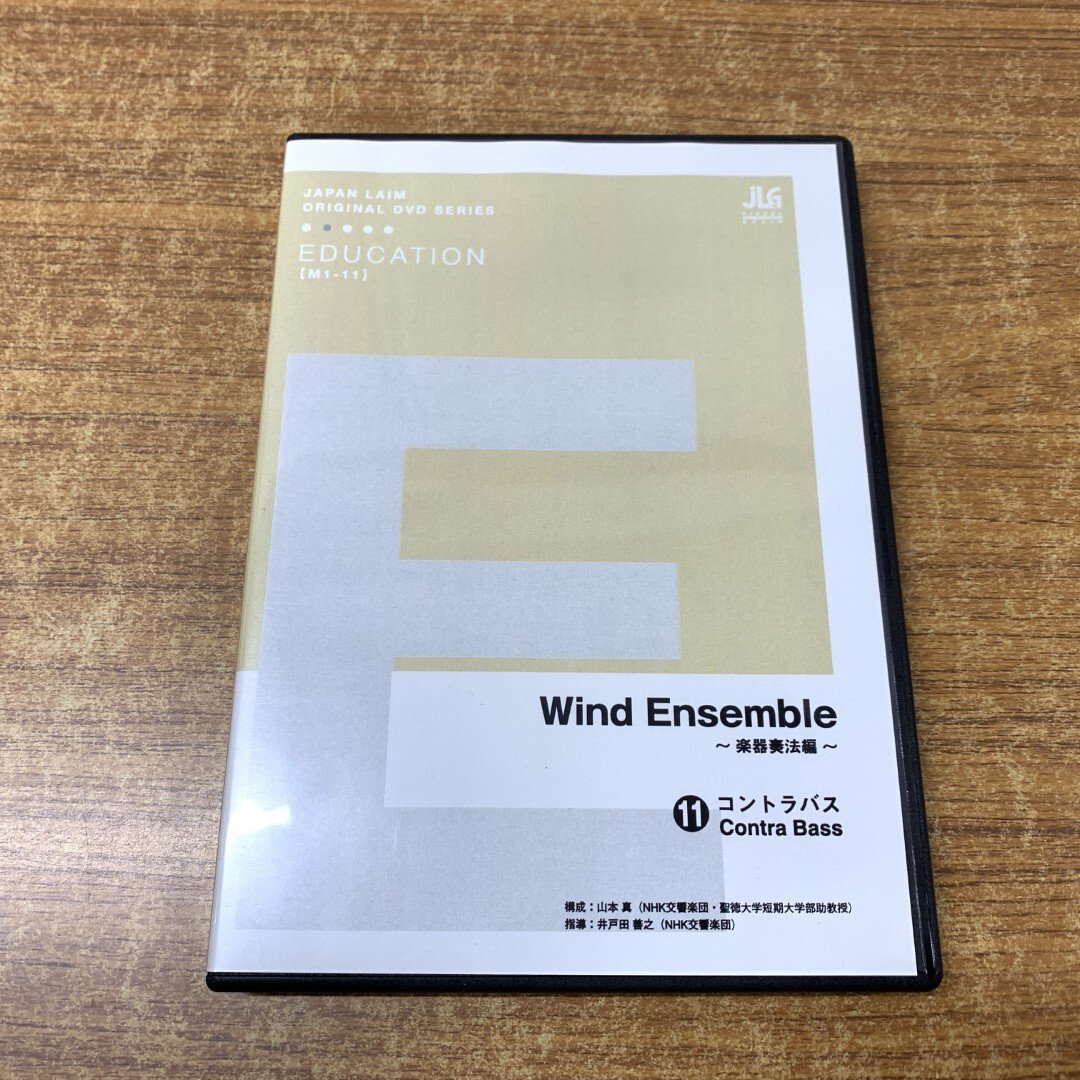 JAPAN LAIM
ORIGINAL DVD SERIES
EDUCATION
【M1-11】
JLG
Wind Ensemble
～ 楽器奏法編 ～
11 コントラバス
Contra Bass
構成：山本 真（NHK交響楽団・聖徳大学短期大学部助教授）
指導：井戸田 善之（NHK交響楽団）